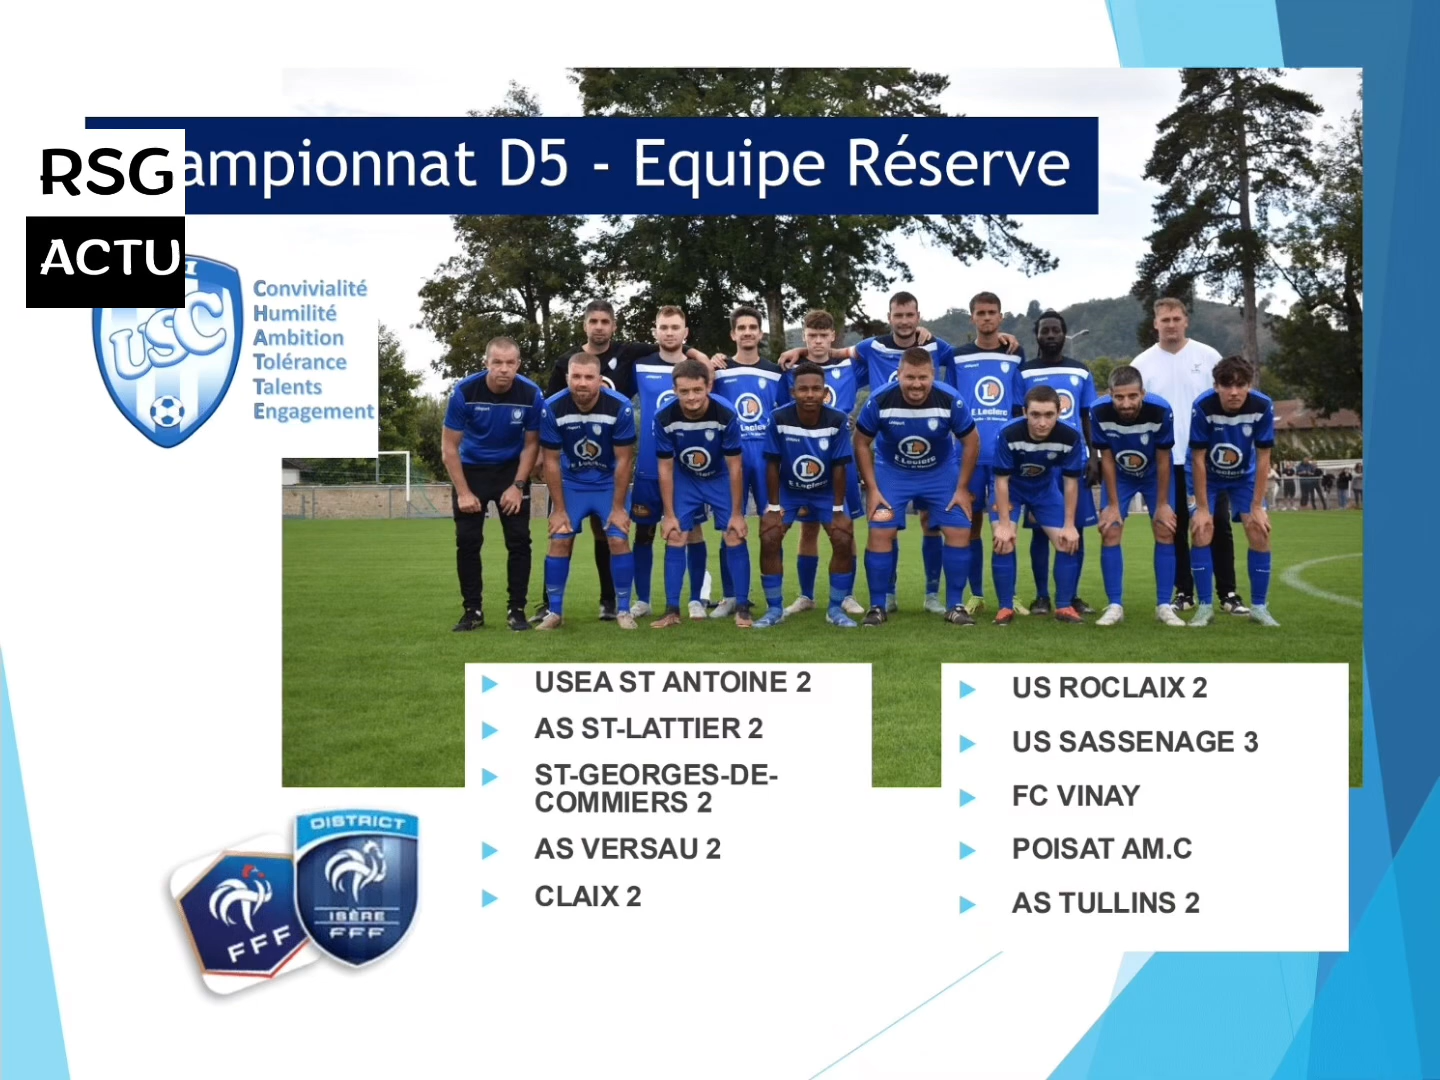 RSG
ampionnat D5 - Equipe Réserve
ACTU
USC
Convivialité
Humilité
Ambition
Tolérance
Talents
Engagement
E.Leclerc
USEA ST ANTOINE 2
AS ST-LATTIER 2
ST-GEORGES-DE-
COMMIERS 2
AS VERSAU 2
CLAIX 2
US ROCLAIX 2
US SASSENAGE 3
FC VINAY
POISAT AM.C
AS TULLINS 2
DISTRICT
ISÈRE
FFF
FFF